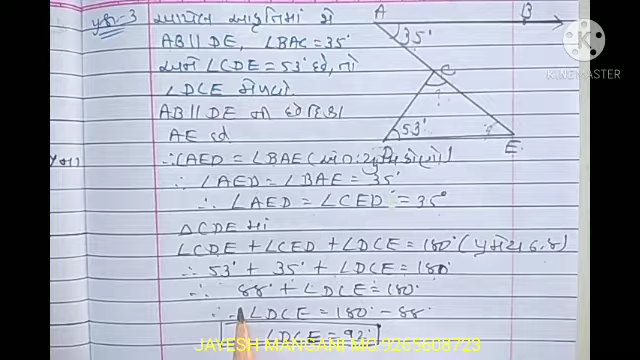 પ્રશ્ન-3 આપેલ આકૃતિમાં જો
AB || DE, ∠BAC = 35°
અને ∠CDE = 53° હોય, તો
∠DCE મેળવો.
AB || DE ની છેદિકા
AE છે
∴ ∠AED = ∠BAE (અંતઃયુગ્મકોણો)
∴ ∠AED = ∠BAE = 35°
∴ ∠AED = ∠CED = 35°
△CDE માં
∠CDE + ∠CED + ∠DCE = 180° (પ્રમેય 6.8)
∴ 53° + 35° + ∠DCE = 180°
∴ 88° + ∠DCE = 180°
∴ ∠DCE = 180° - 88°
∠DCE = 92°
A
B
35°
C
?
53°
D
E
KINEMASTER
JAYESH MANGANI MO 9265608723